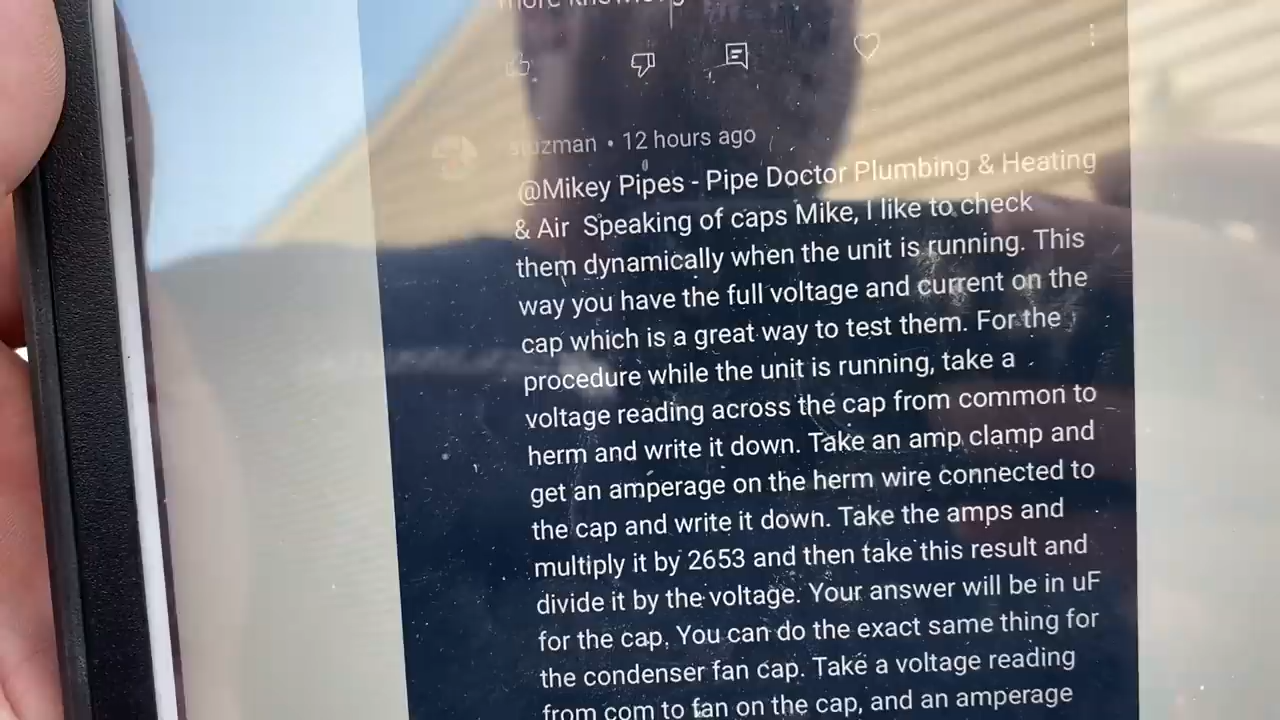 more
12 hours ago
@Mikey Pipes - Pipe Doctor Plumbing & Heating
& Air Speaking of caps Mike, I like to check
them dynamically when the unit is running. This
way you have the full voltage and current on the
cap which is a great way to test them. For the
procedure while the unit is running, take a
voltage reading across the cap from common to
herm and write it down. Take an amp clamp and
get an amperage on the herm wire connected to
the cap and write it down. Take the amps and
multiply it by 2653 and then take this result and
divide it by the voltage. Your answer will be in uF
for the cap. You can do the exact same thing for
the condenser fan cap. Take a voltage reading
from com to fan on the cap, and an amperage